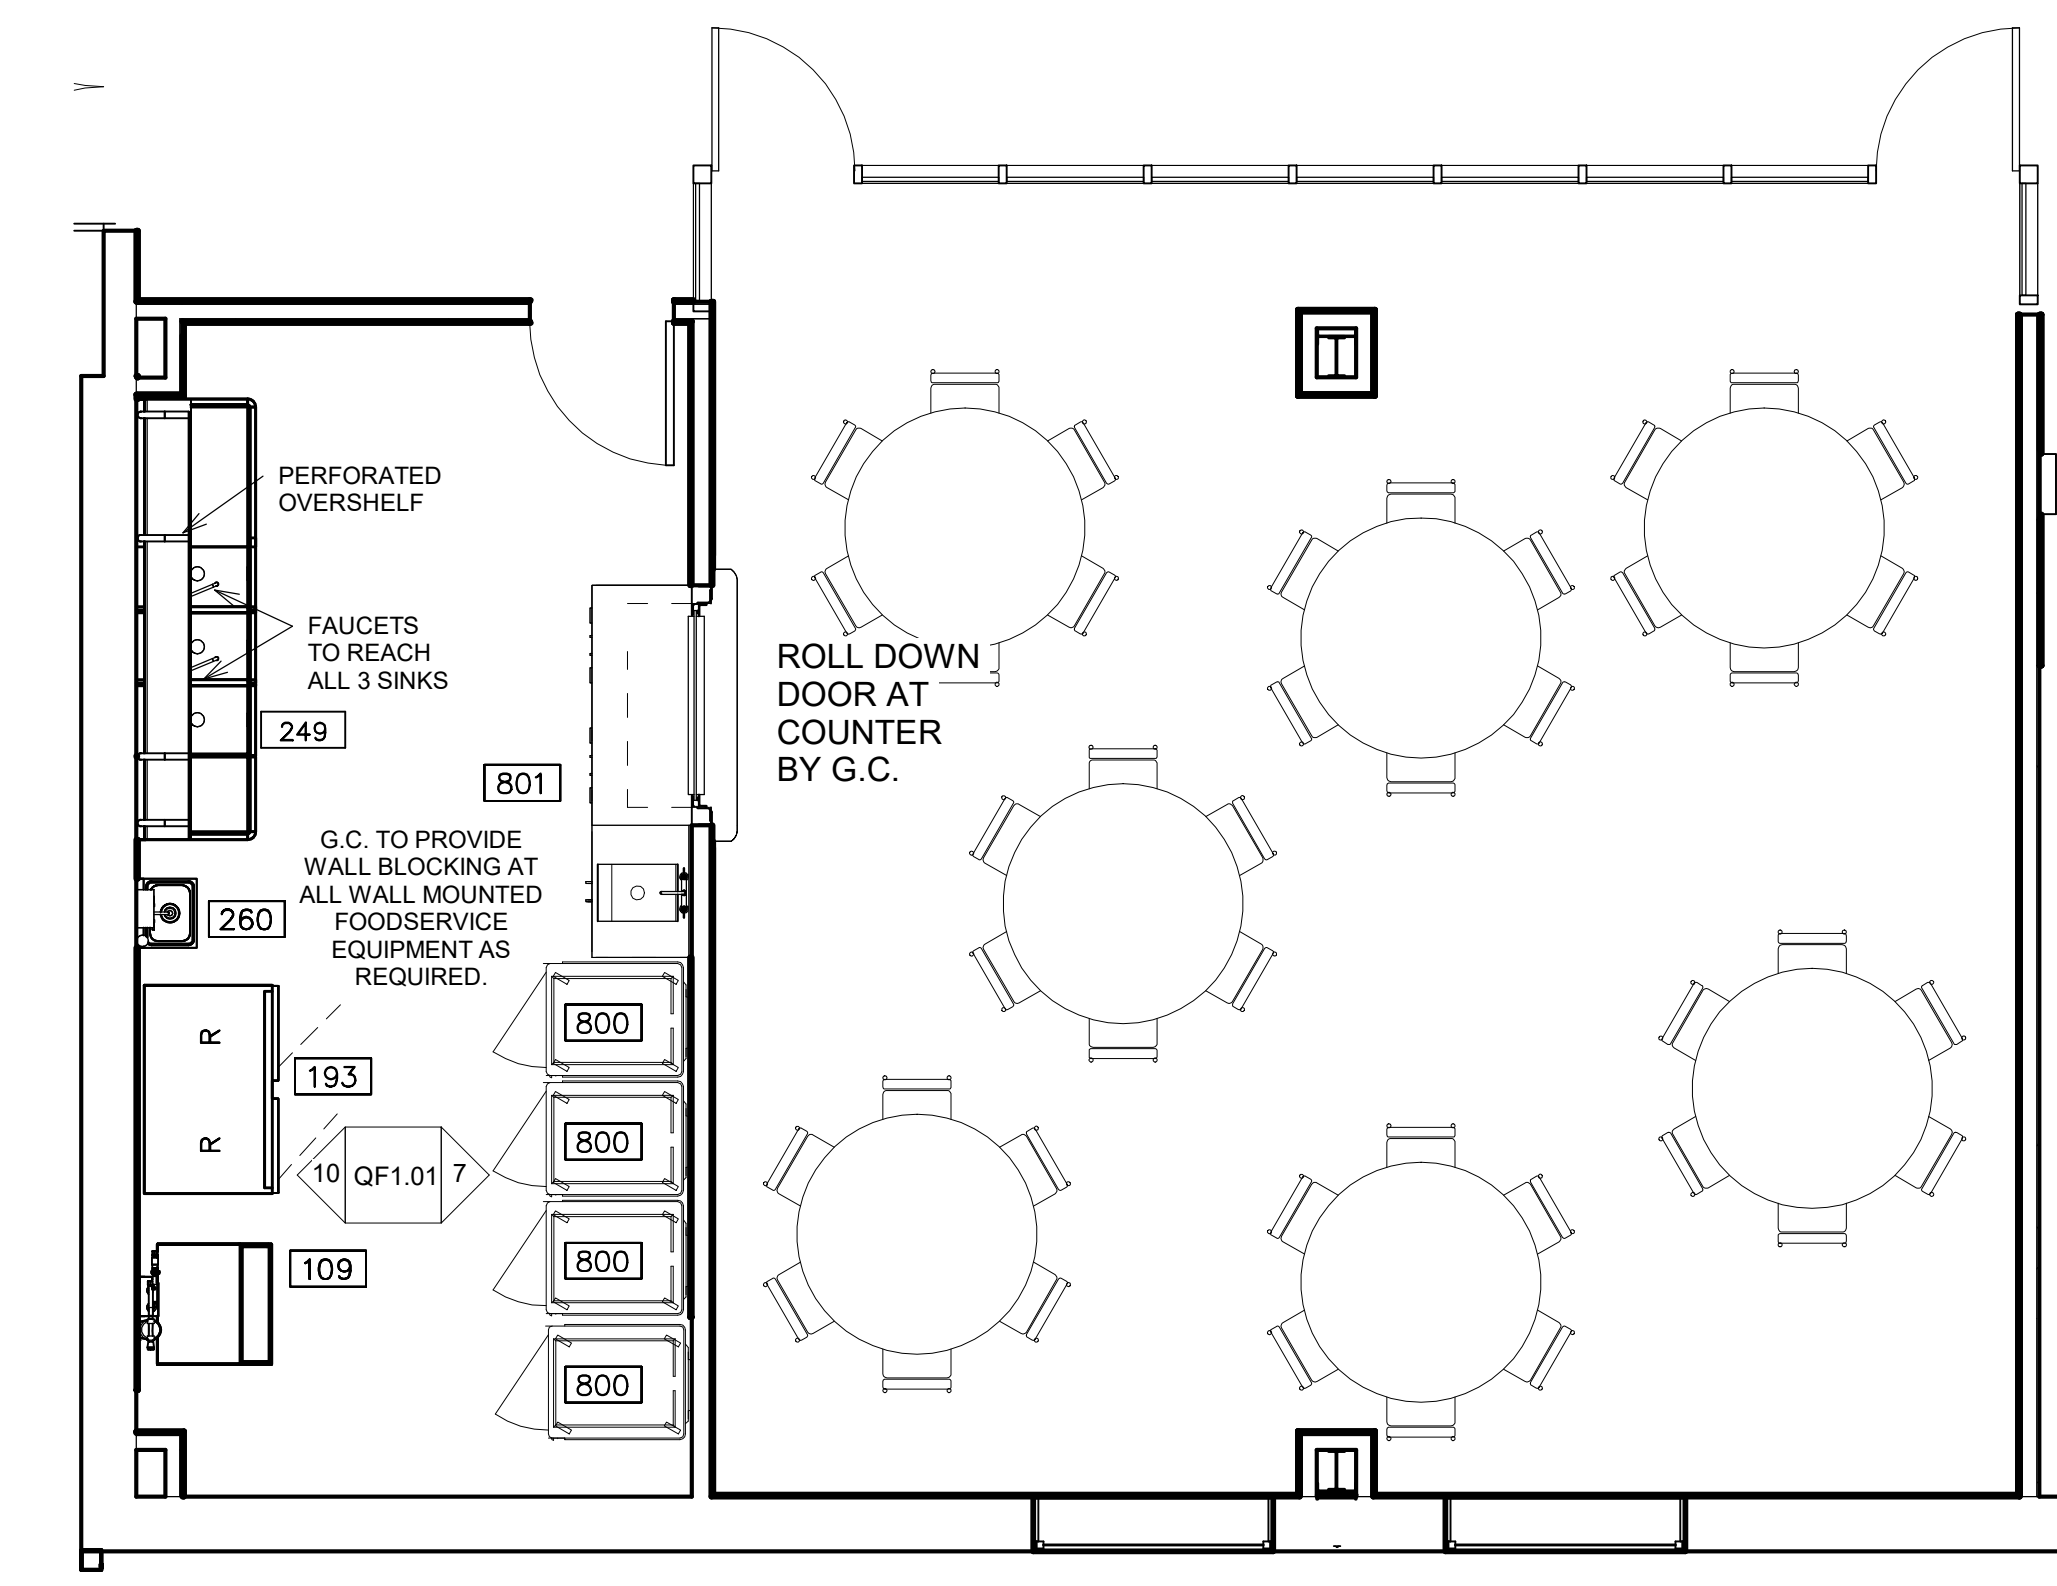 PERFORATED
OVERSHELF
FAUCETS
TO REACH
ALL 3 SINKS
249
801
ROLL DOWN
DOOR AT
COUNTER
BY G.C.
G.C. TO PROVIDE
WALL BLOCKING AT
ALL WALL MOUNTED
FOODSERVICE
EQUIPMENT AS
REQUIRED.
260
800
R
193
800
R
10 QF1.01 7
800
109
800